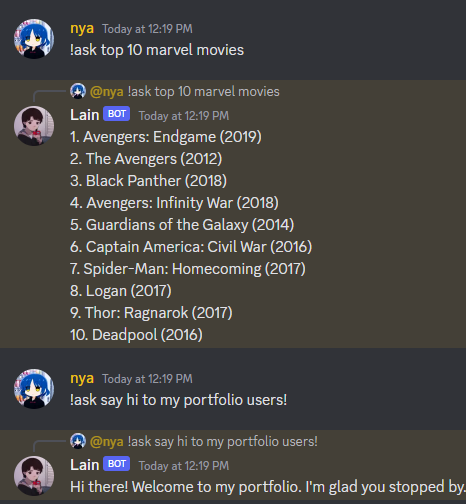 nya Today at 12:19 PM
!ask top 10 marvel movies
@nya !ask top 10 marvel movies
Lain BOT Today at 12:19 PM
1. Avengers: Endgame (2019)
2. The Avengers (2012)
3. Black Panther (2018)
4. Avengers: Infinity War (2018)
5. Guardians of the Galaxy (2014)
6. Captain America: Civil War (2016)
7. Spider-Man: Homecoming (2017)
8. Logan (2017)
9. Thor: Ragnarok (2017)
10. Deadpool (2016)
nya Today at 12:19 PM
!ask say hi to my portfolio users!
@nya !ask say hi to my portfolio users!
Lain BOT Today at 12:19 PM
Hi there! Welcome to my portfolio. I'm glad you stopped by.